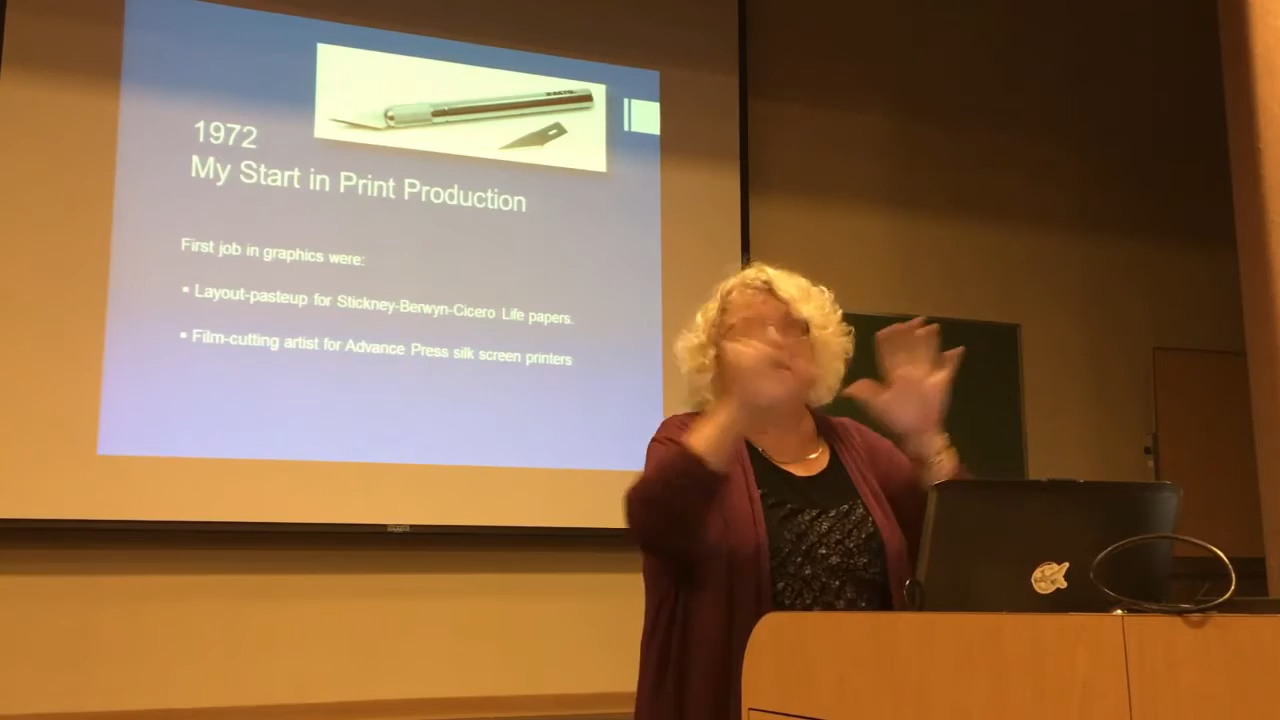 X-ACTO
1972
My Start in Print Production
First job in graphics were:
▪ Layout-pasteup for Stickney-Berwyn-Cicero Life papers.
▪ Film-cutting artist for Advance Press silk screen printers